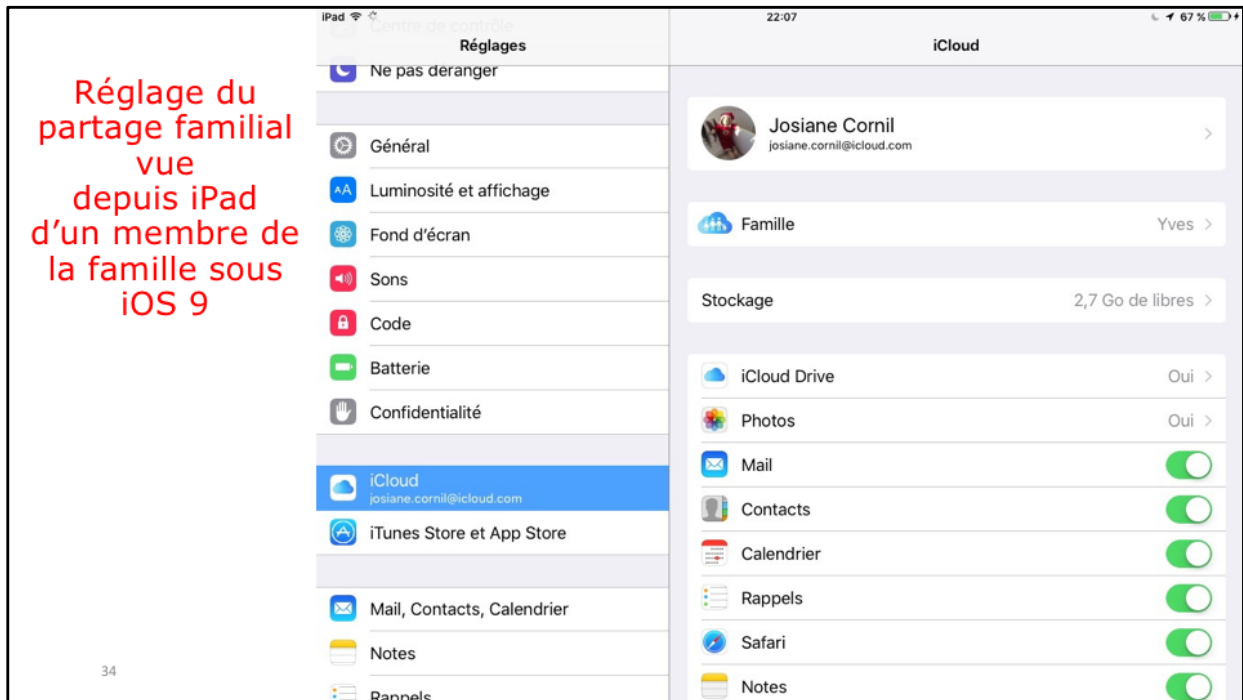 Réglage du
partage familial
vue
depuis iPad
d'un membre de
la famille sous
iOS 9
34
iPad
22:07
67 %
Centre de contrôle
Réglages
Ne pas déranger
Général
Luminosité et affichage
Fond d'écran
Sons
Code
Batterie
Confidentialité
iCloud
josiane.cornil@icloud.com
iTunes Store et App Store
Mail, Contacts, Calendrier
Notes
Rappels
iCloud
Josiane Cornil
josiane.cornil@icloud.com
Famille Yves
Stockage 2,7 Go de libres
iCloud Drive Oui
Photos Oui
Mail
Contacts
Calendrier
Rappels
Safari
Notes